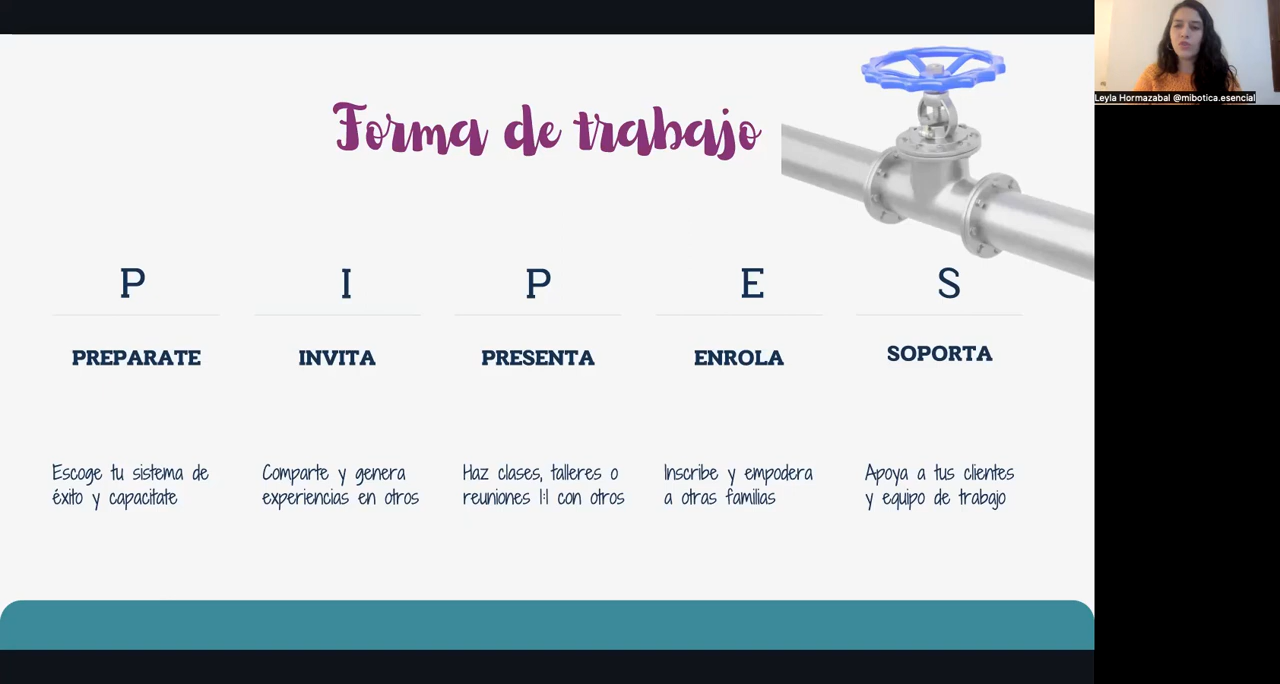 Forma de trabajo
P
I
P
E
S
PREPARATE
INVITA
PRESENTA
ENROLA
SOPORTA
Escoge tu sistema de
éxito y capacitate
Comparte y genera
experiencias en otros
Haz clases, talleres o
reuniones 1:1 con otros
Inscribe y empodera
a otras familias
Apoya a tus clientes
y equipo de trabajo
Leyla Hormazabal @mibotica.esencial